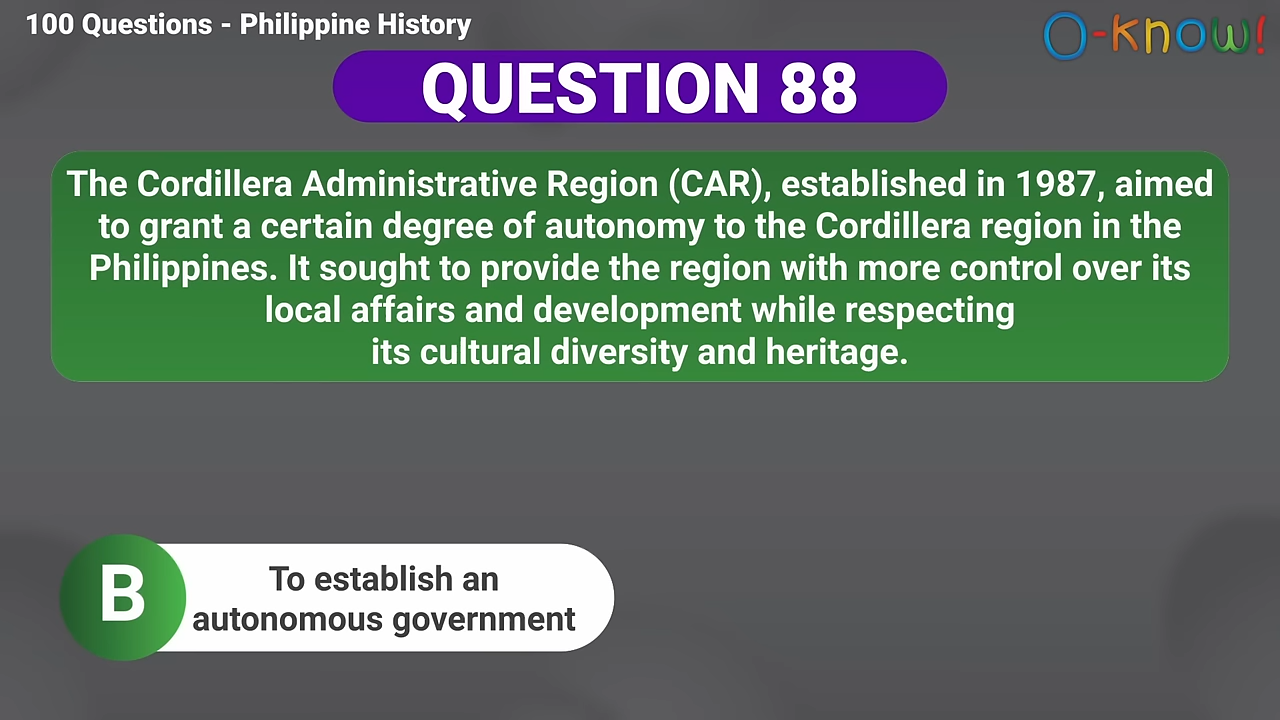 100 Questions - Philippine History
O-know!
QUESTION 88
The Cordillera Administrative Region (CAR), established in 1987, aimed
to grant a certain degree of autonomy to the Cordillera region in the
Philippines. It sought to provide the region with more control over its
local affairs and development while respecting
its cultural diversity and heritage.
B
To establish an
autonomous government